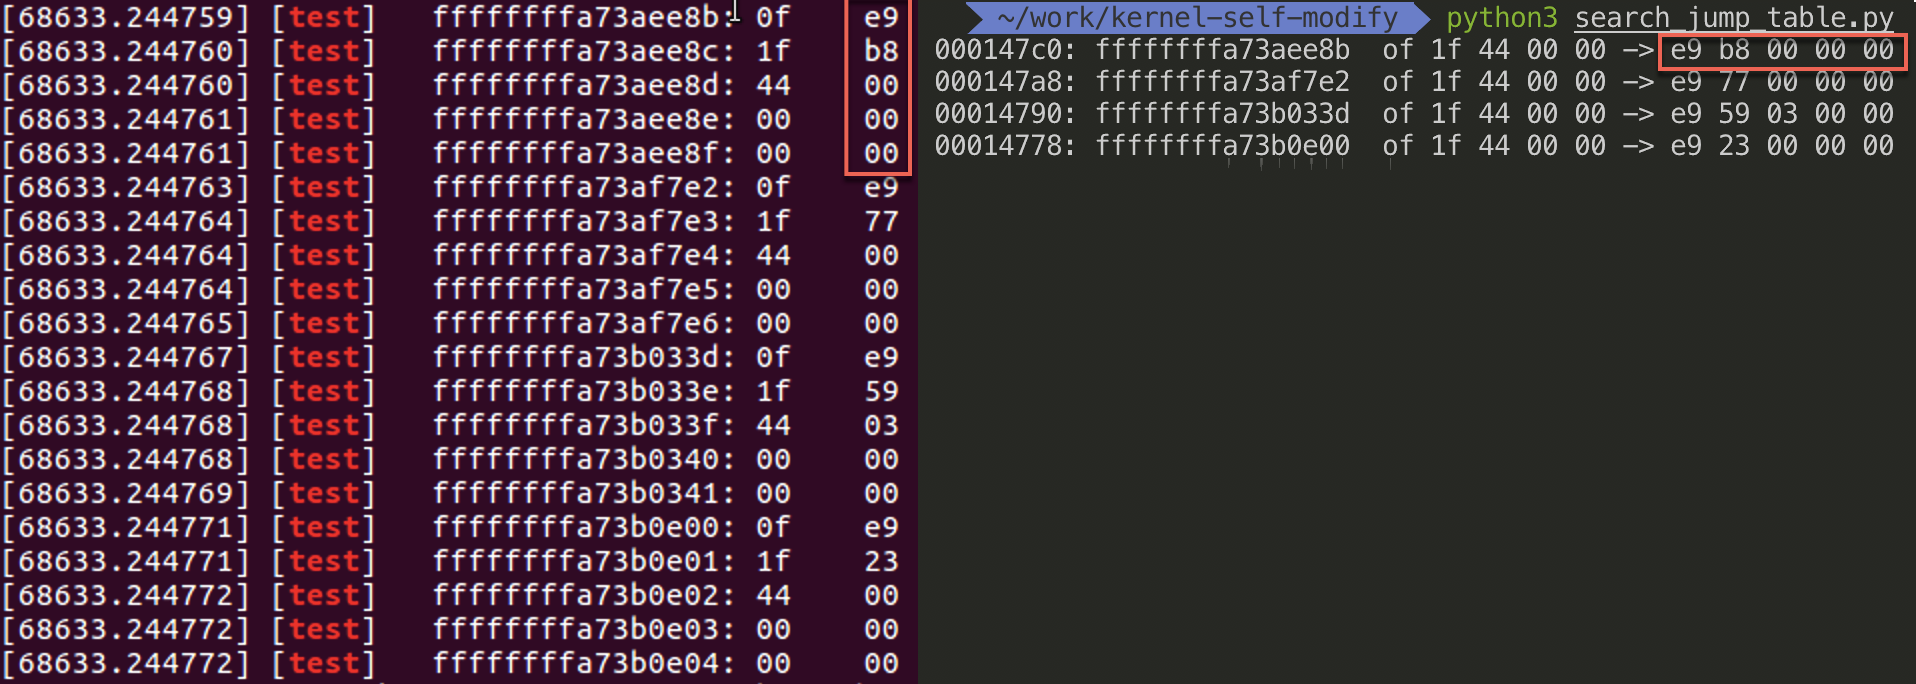 [68633.244759] [test] ffffffffa73aee8b: 0f e9
[68633.244760] [test] ffffffffa73aee8c: 1f b8
[68633.244760] [test] ffffffffa73aee8d: 44 00
[68633.244761] [test] ffffffffa73aee8e: 00 00
[68633.244761] [test] ffffffffa73aee8f: 00 00
[68633.244763] [test] ffffffffa73af7e2: 0f e9
[68633.244764] [test] ffffffffa73af7e3: 1f 77
[68633.244764] [test] ffffffffa73af7e4: 44 00
[68633.244764] [test] ffffffffa73af7e5: 00 00
[68633.244765] [test] ffffffffa73af7e6: 00 00
[68633.244767] [test] ffffffffa73b033d: 0f e9
[68633.244768] [test] ffffffffa73b033e: 1f 59
[68633.244768] [test] ffffffffa73b033f: 44 03
[68633.244768] [test] ffffffffa73b0340: 00 00
[68633.244769] [test] ffffffffa73b0341: 00 00
[68633.244771] [test] ffffffffa73b0e00: 0f e9
[68633.244771] [test] ffffffffa73b0e01: 1f 23
[68633.244772] [test] ffffffffa73b0e02: 44 00
[68633.244772] [test] ffffffffa73b0e03: 00 00
[68633.244772] [test] ffffffffa73b0e04: 00 00
~/work/kernel-self-modify python3 search_jump_table.py
000147c0: ffffffffa73aee8b of 1f 44 00 00 -> e9 b8 00 00 00
000147a8: ffffffffa73af7e2 of 1f 44 00 00 -> e9 77 00 00 00
00014790: ffffffffa73b033d of 1f 44 00 00 -> e9 59 03 00 00
00014778: ffffffffa73b0e00 of 1f 44 00 00 -> e9 23 00 00 00